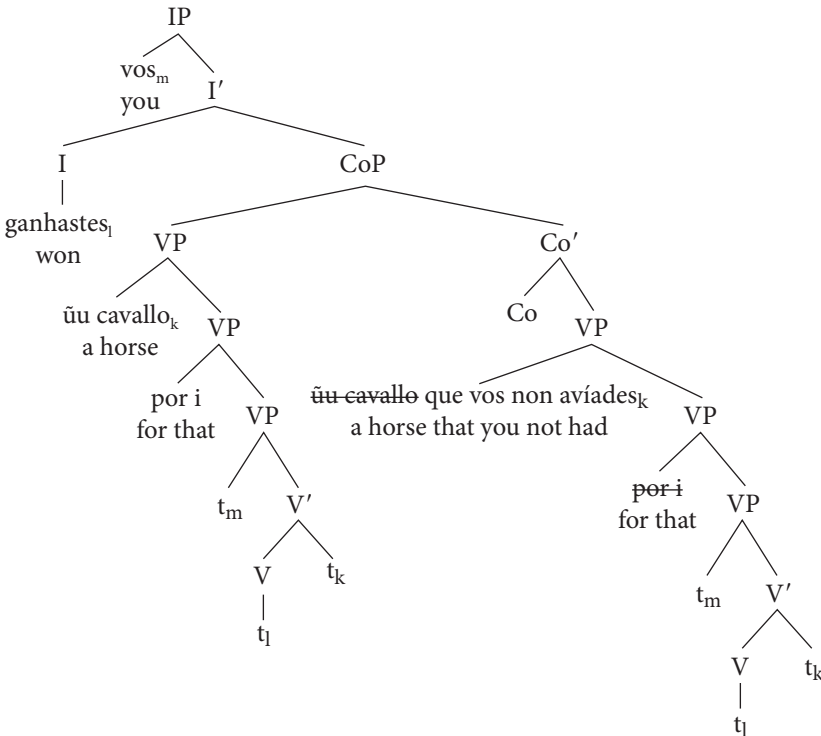 IP
vosₘ
you
I′
I
CoP
ganhastesₗ
won
VP
Co′
ũu cavalloₖ
a horse
VP
Co
VP
por i
for that
VP
ũu cavallo que vos non avíadesₖ
a horse that you not had
VP
tₘ
V′
por i
for that
VP
V
tₖ
tₘ
V′
tₗ
V
tₖ
tₗ